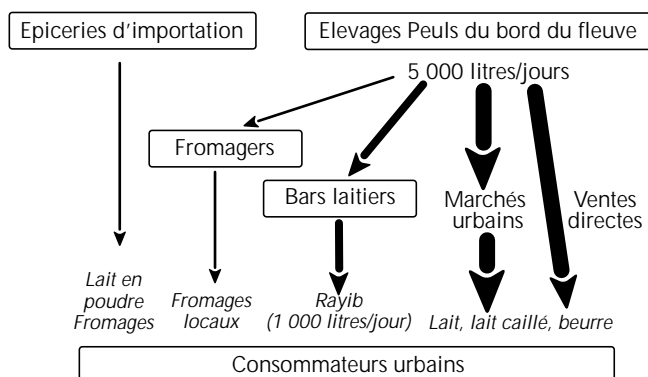 Epiceries d'importation
Elevages Peuls du bord du fleuve
5 000 litres/jours
Fromagers
Bars laitiers
Marchés
urbains
Ventes
directes
Lait en
poudre
Fromages
Fromages
locaux
Rayib
(1 000 litres/jour)
Lait, lait caillé, beurre
Consommateurs urbains